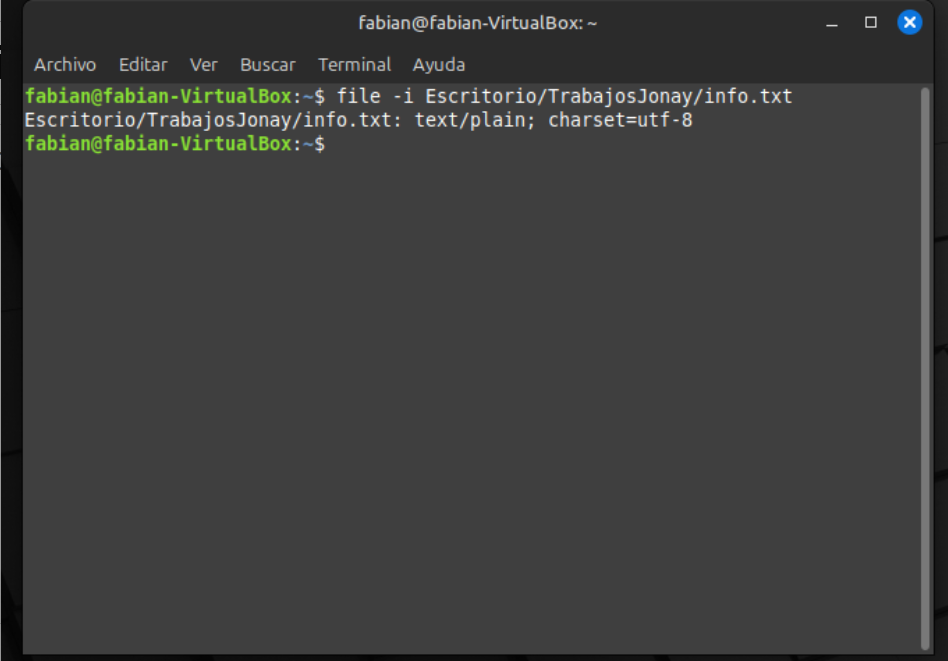 fabian@fabian-VirtualBox: ~
Archivo Editar Ver Buscar Terminal Ayuda
fabian@fabian-VirtualBox:~$ file -i Escritorio/TrabajosJonay/info.txt
Escritorio/TrabajosJonay/info.txt: text/plain; charset=utf-8
fabian@fabian-VirtualBox:~$